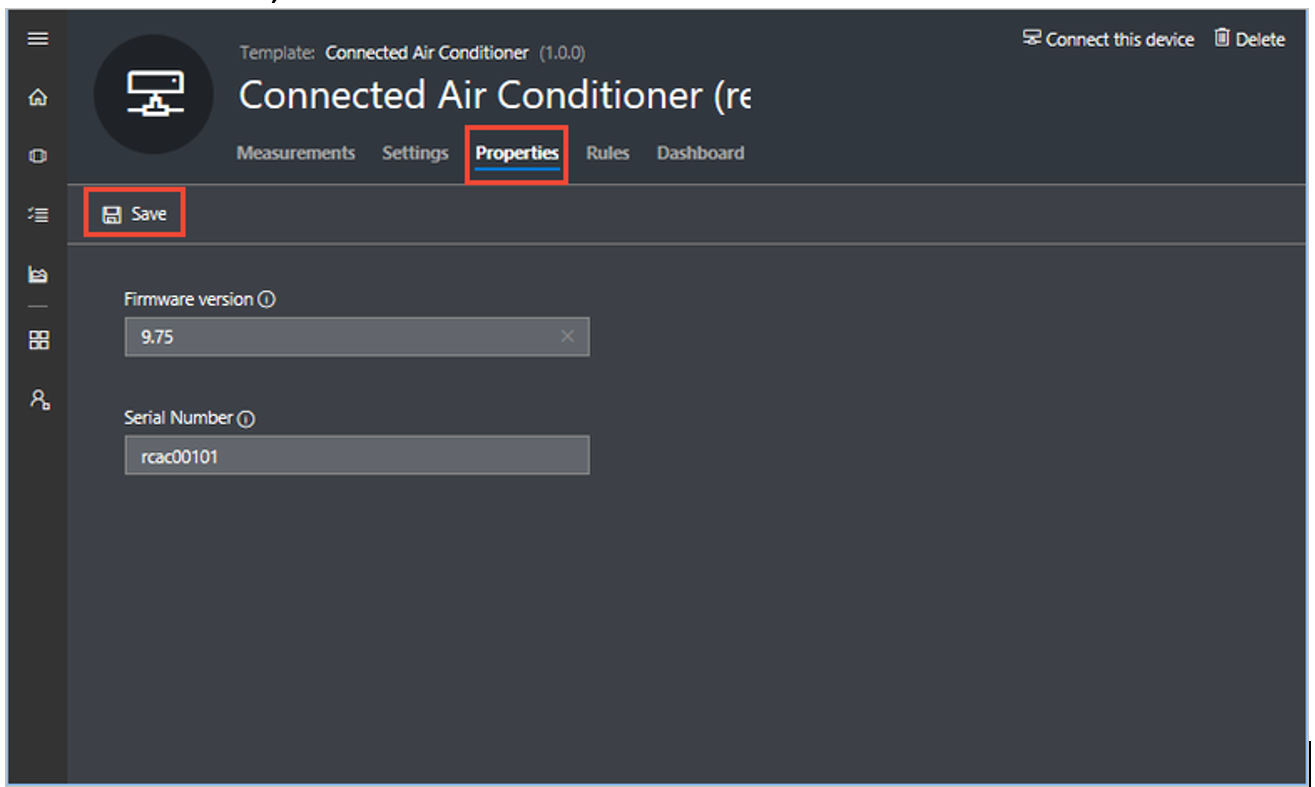 Template: Connected Air Conditioner (1.0.0)
Connect this device Delete
Connected Air Conditioner (re
Measurements Settings Properties Rules Dashboard
Save
Firmware version
9.75
Serial Number
rcac00101